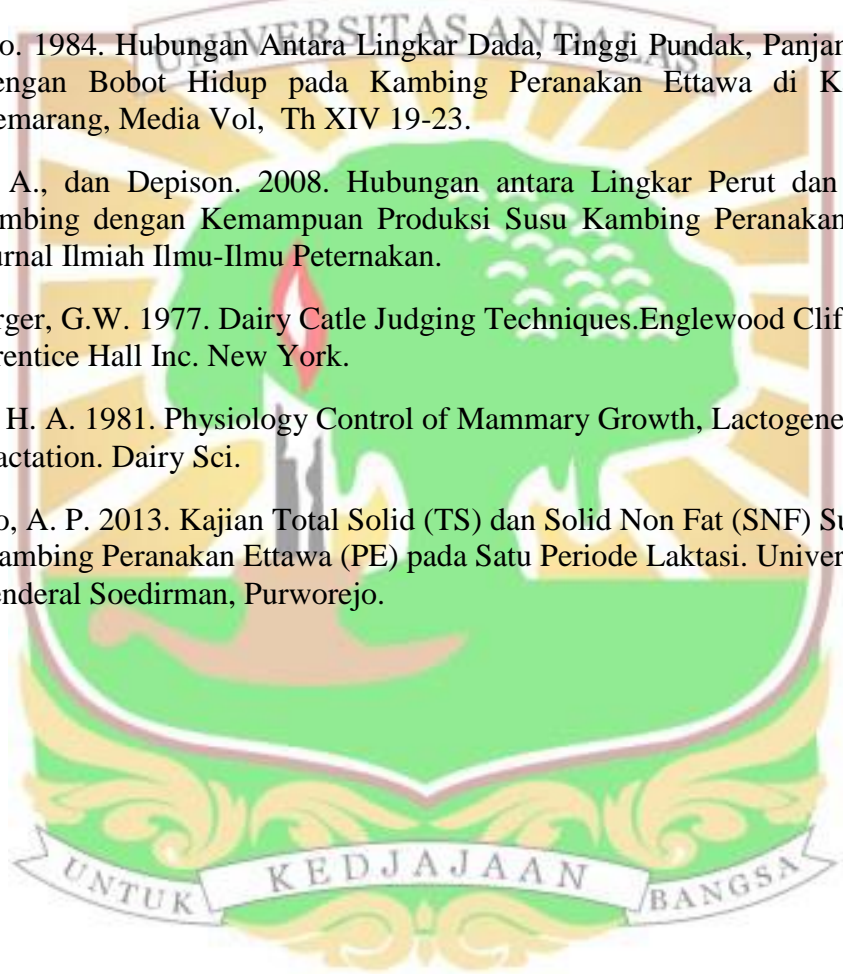 UNIVERSITAS ANDALAS
o. 1984. Hubungan Antara Lingkar Dada, Tinggi Pundak, Panjan
engan Bobot Hidup pada Kambing Peranakan Ettawa di K
emarang, Media Vol, Th XIV 19-23.
A., dan Depison. 2008. Hubungan antara Lingkar Perut dan
mbing dengan Kemampuan Produksi Susu Kambing Peranakan
urnal Ilmiah Ilmu-Ilmu Peternakan.
rger, G.W. 1977. Dairy Catle Judging Techniques.Englewood Clif
rentice Hall Inc. New York.
H. A. 1981. Physiology Control of Mammary Growth, Lactogene
actation. Dairy Sci.
o, A. P. 2013. Kajian Total Solid (TS) dan Solid Non Fat (SNF) Su
ambing Peranakan Ettawa (PE) pada Satu Periode Laktasi. Univer
enderal Soedirman, Purworejo.
UNTUK KEDJAJAAN BANGSA